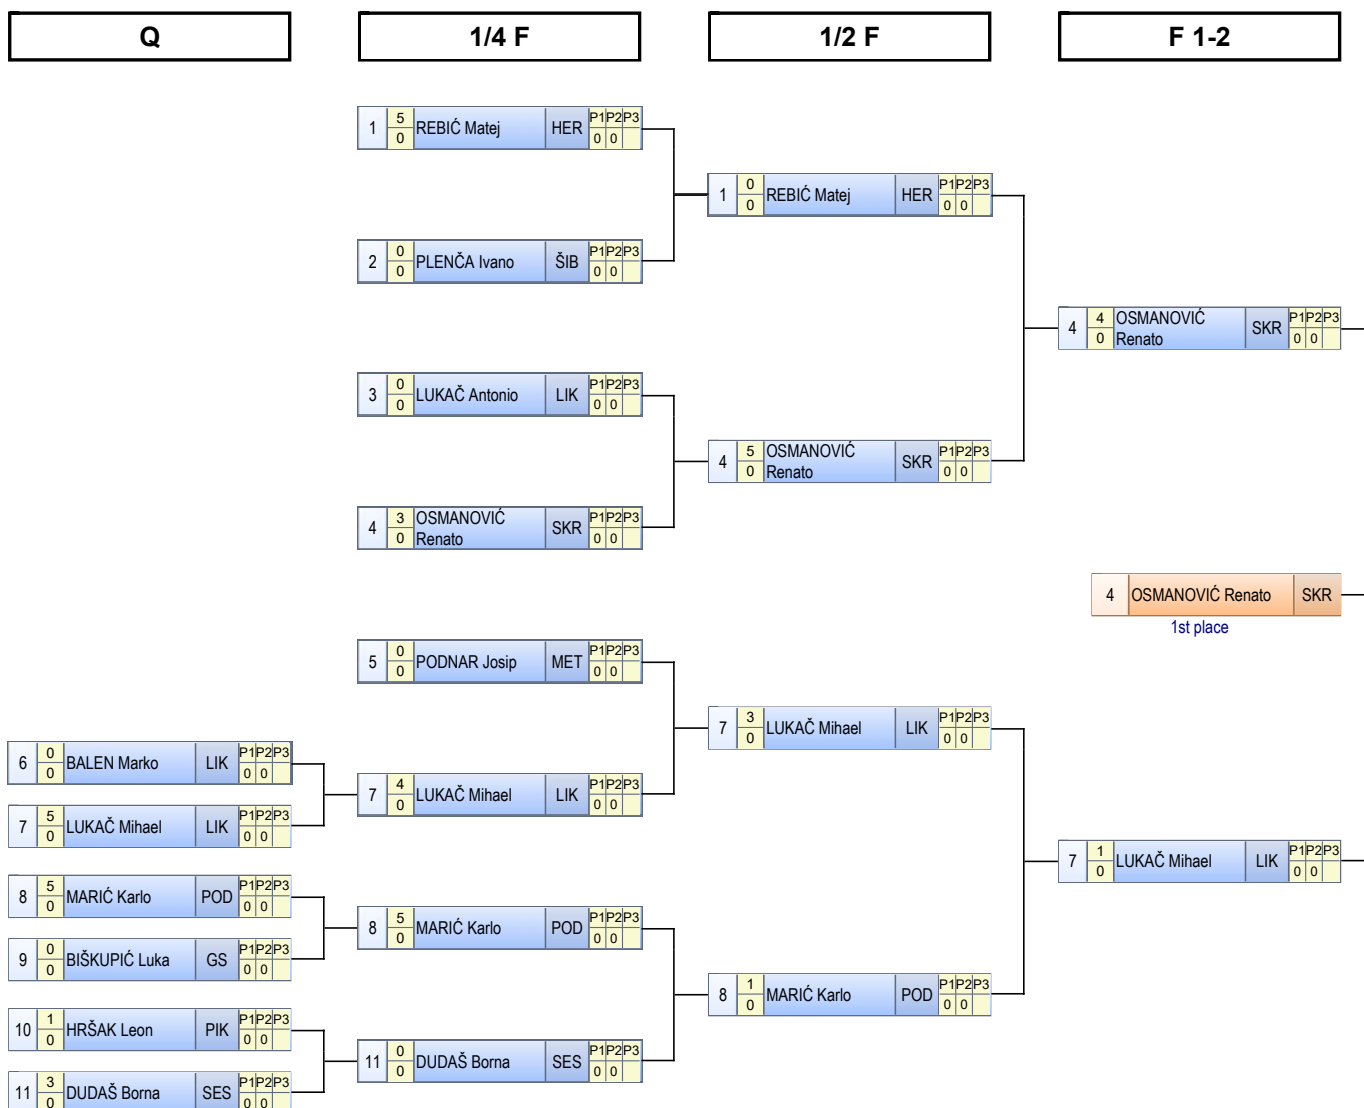 Q 1/4 F 1/2 F F 1-2
1 5 0 REBIĆ Matej HER P1 P2 P3 0 0
2 0 0 PLENČA Ivano ŠIB P1 P2 P3 0 0
3 0 0 LUKAČ Antonio LIK P1 P2 P3 0 0
4 3 0 OSMANOVIĆ Renato SKR P1 P2 P3 0 0
5 0 0 PODNAR Josip MET P1 P2 P3 0 0
6 0 0 BALEN Marko LIK P1 P2 P3 0 0
7 5 0 LUKAČ Mihael LIK P1 P2 P3 0 0
7 4 0 LUKAČ Mihael LIK P1 P2 P3 0 0
8 5 0 MARIĆ Karlo POD P1 P2 P3 0 0
9 0 0 BIŠKUPIĆ Luka GS P1 P2 P3 0 0
8 5 0 MARIĆ Karlo POD P1 P2 P3 0 0
10 1 0 HRŠAK Leon PIK P1 P2 P3 0 0
11 3 0 DUDAŠ Borna SES P1 P2 P3 0 0
11 0 0 DUDAŠ Borna SES P1 P2 P3 0 0
1 0 0 REBIĆ Matej HER P1 P2 P3 0 0
4 5 0 OSMANOVIĆ Renato SKR P1 P2 P3 0 0
7 3 0 LUKAČ Mihael LIK P1 P2 P3 0 0
8 1 0 MARIĆ Karlo POD P1 P2 P3 0 0
4 4 0 OSMANOVIĆ Renato SKR P1 P2 P3 0 0
4 OSMANOVIĆ Renato SKR
1st place
7 1 0 LUKAČ Mihael LIK P1 P2 P3 0 0